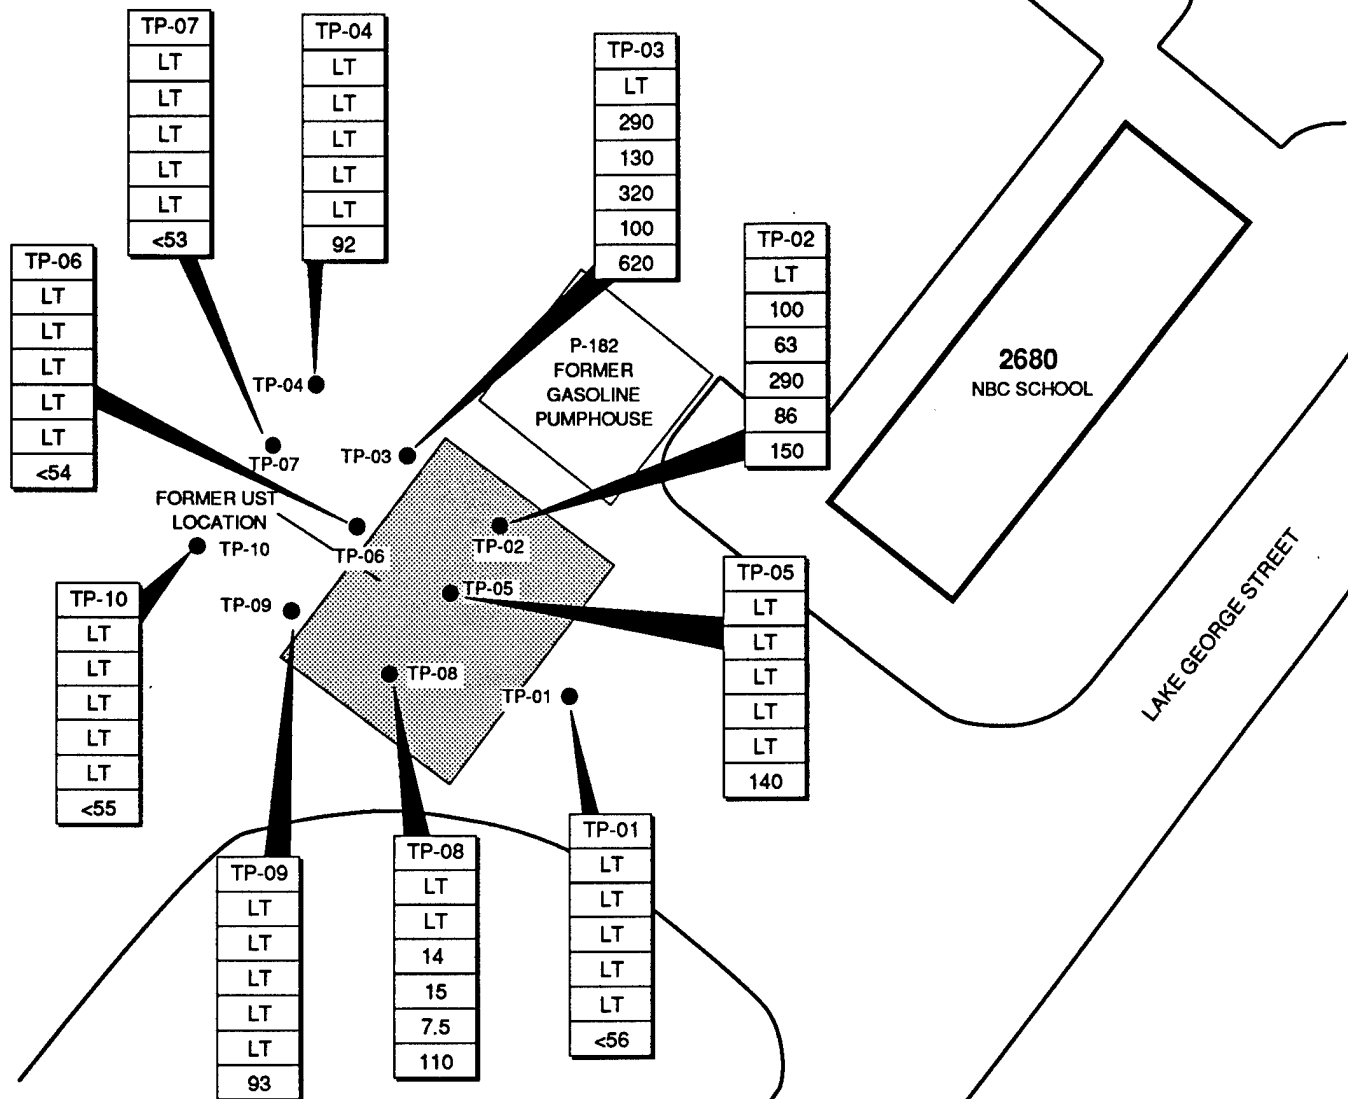 TP-07
LT
LT
LT
LT
LT
<53
TP-04
LT
LT
LT
LT
LT
92
TP-03
LT
290
130
320
100
620
TP-02
LT
100
63
290
86
150
TP-06
LT
LT
LT
LT
LT
<54
P-182
FORMER
GASOLINE
PUMPHOUSE
2680
NBC SCHOOL
TP-04
TP-07
TP-03
FORMER UST
LOCATION
TP-10
TP-06
TP-02
TP-05
TP-09
TP-08
TP-01
LAKE GEORGE STREET
TP-10
LT
LT
LT
LT
LT
<55
TP-05
LT
LT
LT
LT
LT
140
TP-09
LT
LT
LT
LT
LT
93
TP-08
LT
LT
14
15
7.5
110
TP-01
LT
LT
LT
LT
LT
<56